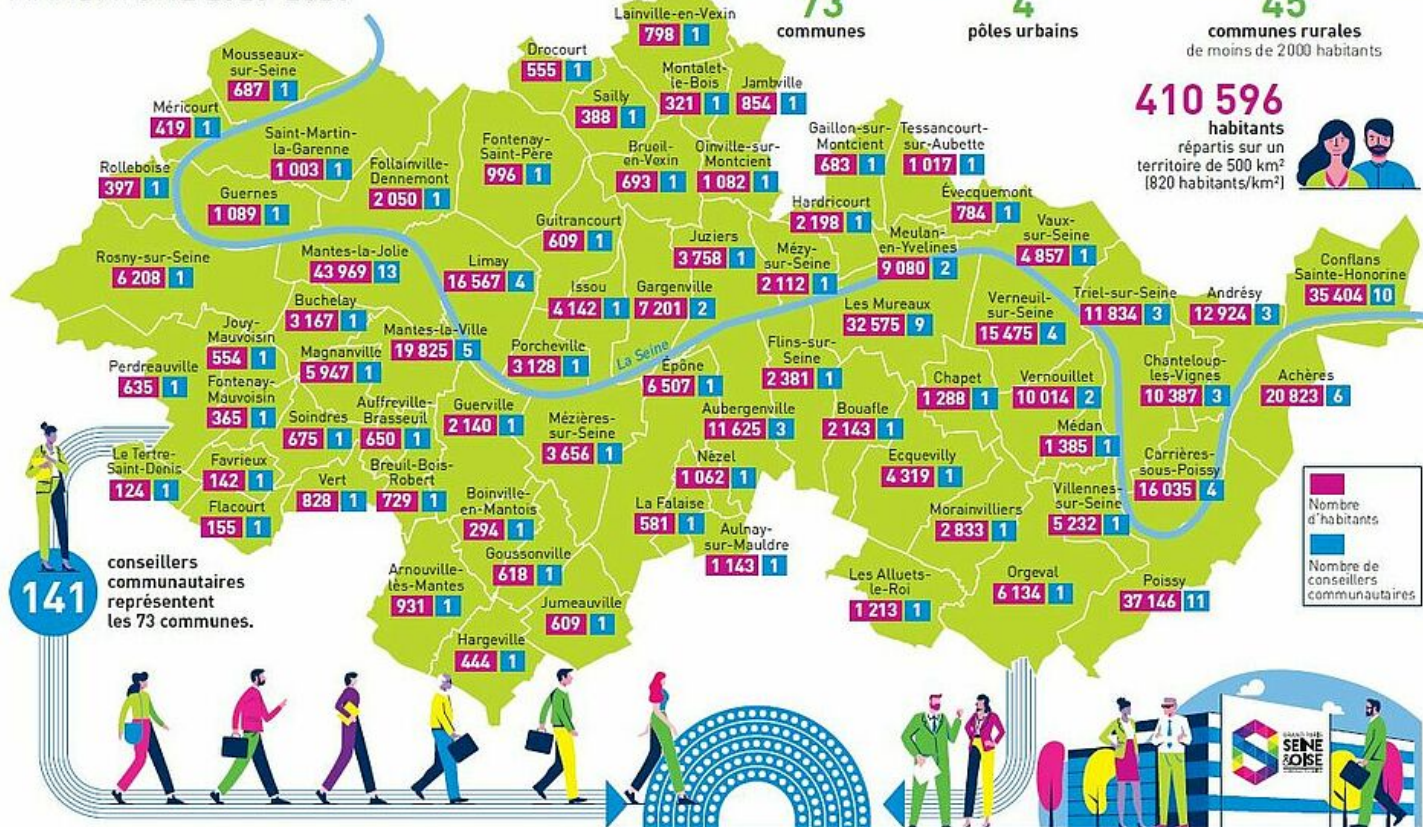 73
communes
4
pôles urbains
45
communes rurales
de moins de 2000 habitants
410 596
habitants
répartis sur un
territoire de 500 km²
(820 habitants/km²)
Lainville-en-Vexin
798 1
Mousseaux-
sur-Seine
687 1
Drocourt
555 1
Montalet-
le-Bois
321 1
Jambville
854 1
Sailly
388 1
Méricourt
419 1
Saint-Martin-
la-Garenne
1 003 1
Fontenay-
Saint-Père
996 1
Brueil-
en-Vexin
693 1
Oinville-sur-
Montcient
1 082 1
Gaillon-sur-
Montcient
683 1
Tessancourt-
sur-Aubette
1 017 1
Rolleboise
397 1
Follainville-
Dennemont
2 050 1
Guernes
1 089 1
Hardricourt
2 198 1
Évecquemont
784 1
Guitrancourt
609 1
Juziers
3 758 1
Mézy-
sur-Seine
2 112 1
Meulan-
en-Yvelines
9 080 2
Vaux-
sur-Seine
4 857 1
Rosny-sur-Seine
6 208 1
Mantes-la-Jolie
43 969 13
Limay
16 567 4
Issou
4 142 1
Gargenville
7 201 2
Les Mureaux
32 575 9
Verneuil-
sur-Seine
15 475 4
Triel-sur-Seine
11 834 3
Andrésy
12 924 3
Conflans
Sainte-Honorine
35 404 10
Buchelay
3 167 1
Jouy-
Mauvoisin
554 1
Magnanville
5 947 1
Mantes-la-Ville
19 825 5
Porcheville
3 128 1
La Seine
Épône
6 507 1
Flins-sur-
Seine
2 381 1
Chapet
1 288 1
Vernouillet
10 014 2
Chanteloup-
les-Vignes
10 387 3
Achères
20 823 6
Perdreauville
635 1
Fontenay-
Mauvoisin
365 1
Soindres
675 1
Auffreville-
Brasseuil
650 1
Guerville
2 140 1
Mézières-
sur-Seine
3 656 1
Aubergenville
11 625 3
Bouafle
2 143 1
Médan
1 385 1
Le Tertre-
Saint-Denis
124 1
Favrieux
142 1
Vert
828 1
Breuil-Bois-
Robert
729 1
Nézel
1 062 1
Ecquevilly
4 319 1
Carrières-
sous-Poissy
16 035 4
Flacourt
155 1
Boinville-
en-Mantois
294 1
La Falaise
581 1
Aulnay-
sur-Mauldre
1 143 1
Morainvilliers
2 833 1
Villennes-
sur-Seine
5 232 1
Goussonville
618 1
Arnouville-
lès-Mantes
931 1
Jumeauville
609 1
Hargeville
444 1
Les Alluets-
le-Roi
1 213 1
Orgeval
6 134 1
Poissy
37 146 11
Nombre
d'habitants
Nombre de
conseillers
communautaires
141
conseillers
communautaires
représentent
les 73 communes.
GRAND PARIS
SEINE
&OISE